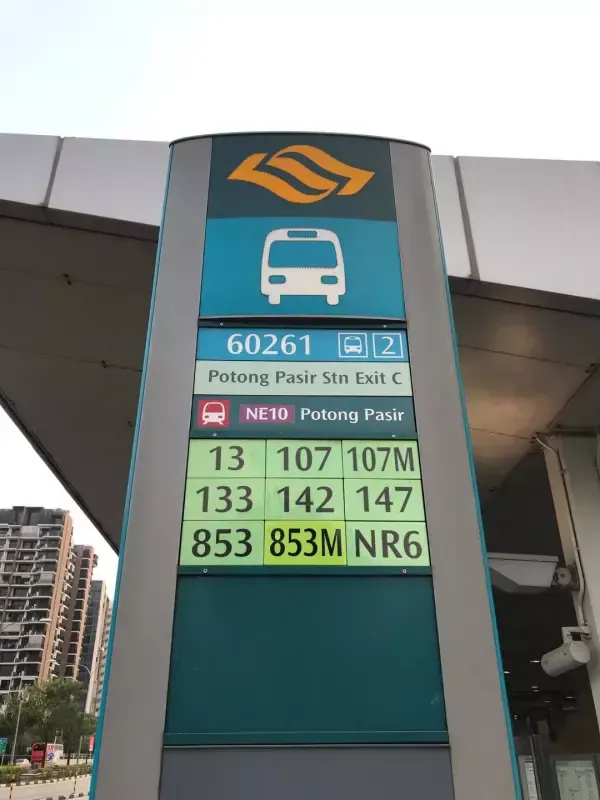 60261 2
Potong Pasir Stn Exit C
NE10 Potong Pasir
13 107 107M
133 142 147
853 853M NR6